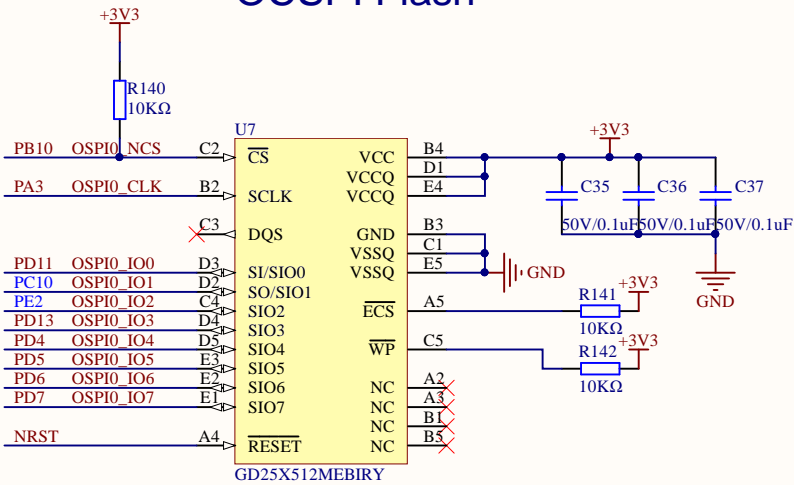 OCSPI Flash
+3V3
R140
10KΩ
U7
PB10 OSPI0_NCS C2 CS VCC B4 +3V3
VCCQ D1
PA3 OSPI0_CLK B2 SCLK VCCQ E4 C35 C36 C37
50V/0.1uF 50V/0.1uF 50V/0.1uF
C3 DQS GND B3
VSSQ C1
PD11 OSPI0_IO0 D3 SI/SIO0 VSSQ E5 GND
PC10 OSPI0_IO1 D2 SO/SIO1 GND
PE2 OSPI0_IO2 C4 SIO2 ECS A5 R141 +3V3
10KΩ
PD13 OSPI0_IO3 D4 SIO3
PD4 OSPI0_IO4 D5 SIO4 WP C5 R142 +3V3
10KΩ
PD5 OSPI0_IO5 E3 SIO5
PD6 OSPI0_IO6 E2 SIO6 NC A2
PD7 OSPI0_IO7 E1 SIO7 NC A3
NC B1
NRST A4 RESET NC B5
GD25X512MEBIRY